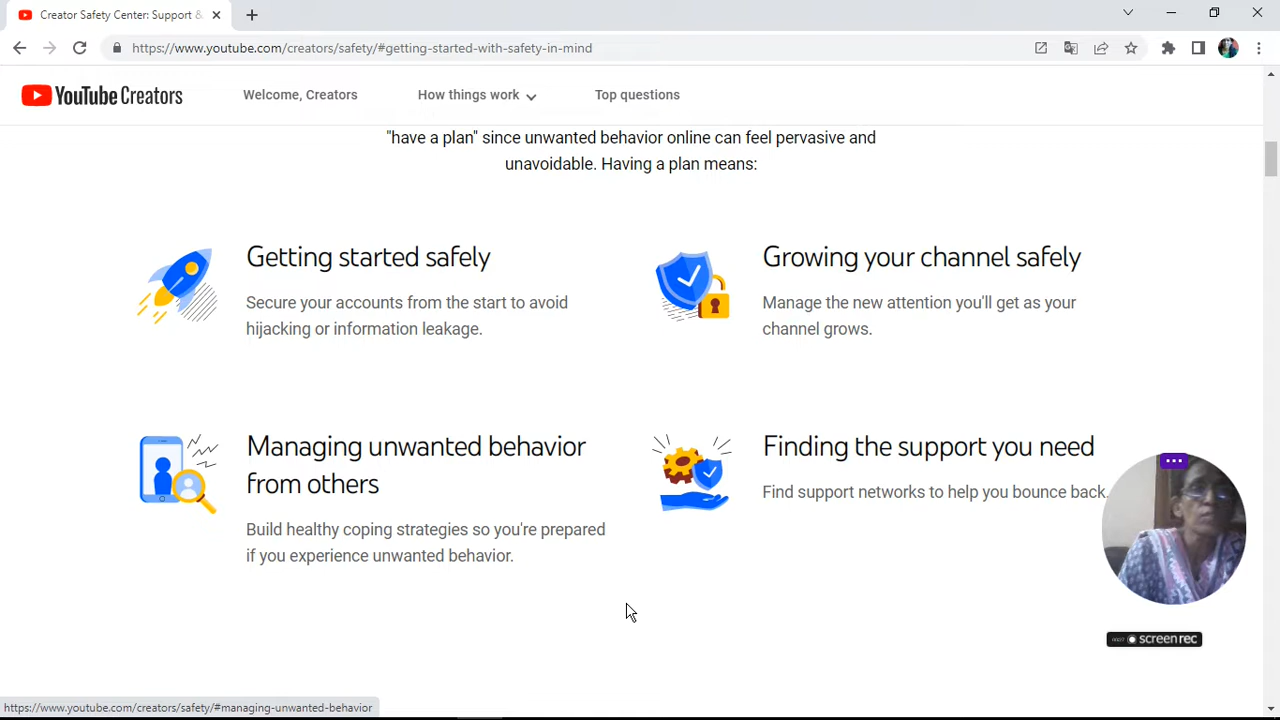 Creator Safety Center: Support &
https://www.youtube.com/creators/safety/#getting-started-with-safety-in-mind
YouTube Creators
Welcome, Creators
How things work
Top questions
"have a plan" since unwanted behavior online can feel pervasive and
unavoidable. Having a plan means:
Getting started safely
Secure your accounts from the start to avoid
hijacking or information leakage.
Growing your channel safely
Manage the new attention you'll get as your
channel grows.
Managing unwanted behavior
from others
Build healthy coping strategies so you're prepared
if you experience unwanted behavior.
Finding the support you need
Find support networks to help you bounce back.
screenrec
https://www.youtube.com/creators/safety/#managing-unwanted-behavior